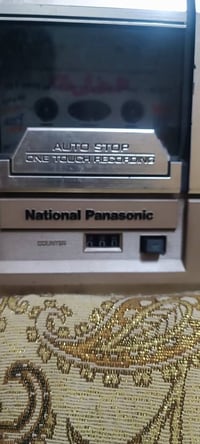 AUTO STOP
ONE TOUCH RECORDING
National Panasonic
COUNTER